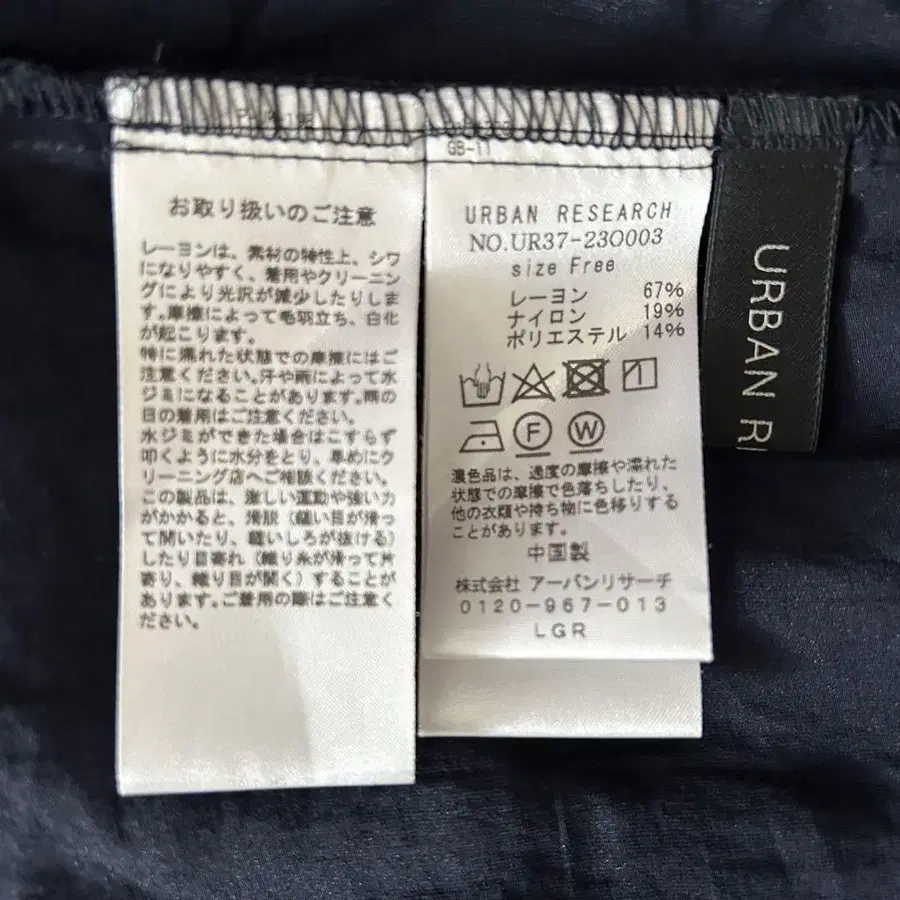 お取り扱いのご注意
レーヨンは、素材の特性上、シワ
になりやすく、着用やクリーニン
グにより光沢が減少したりしま
す。摩擦によって毛羽立ち、白化
が起こります。
特に濡れた状態での摩擦にはご
注意ください。汗や雨によって水
ジミになることがあります。雨の
日の着用はご注意ください。
水ジミができた場合はこすらず
叩くように水分をとり、早めにク
リーニング店へご相談ください。
この製品は、激しい運動や強い力
がかかると、滑脱（縫い目が滑っ
て開いたり、縫いしろが抜ける）
したり目寄れ（織り糸が滑って片
寄り、織り目が開く）することが
あります。ご着用の際はご注意く
ださい。
GB-11
URBAN RESEARCH
NO.UR37-230003
size Free
レーヨン 67%
ナイロン 19%
ポリエステル 14%
F W
濃色品は、過度の摩擦や濡れた
状態での摩擦で色落ちしたり、
他の衣類や持ち物に色移りする
ことがあります。
中国製
株式会社 アーバンリサーチ
0120-967-013
LGR
URBAN R